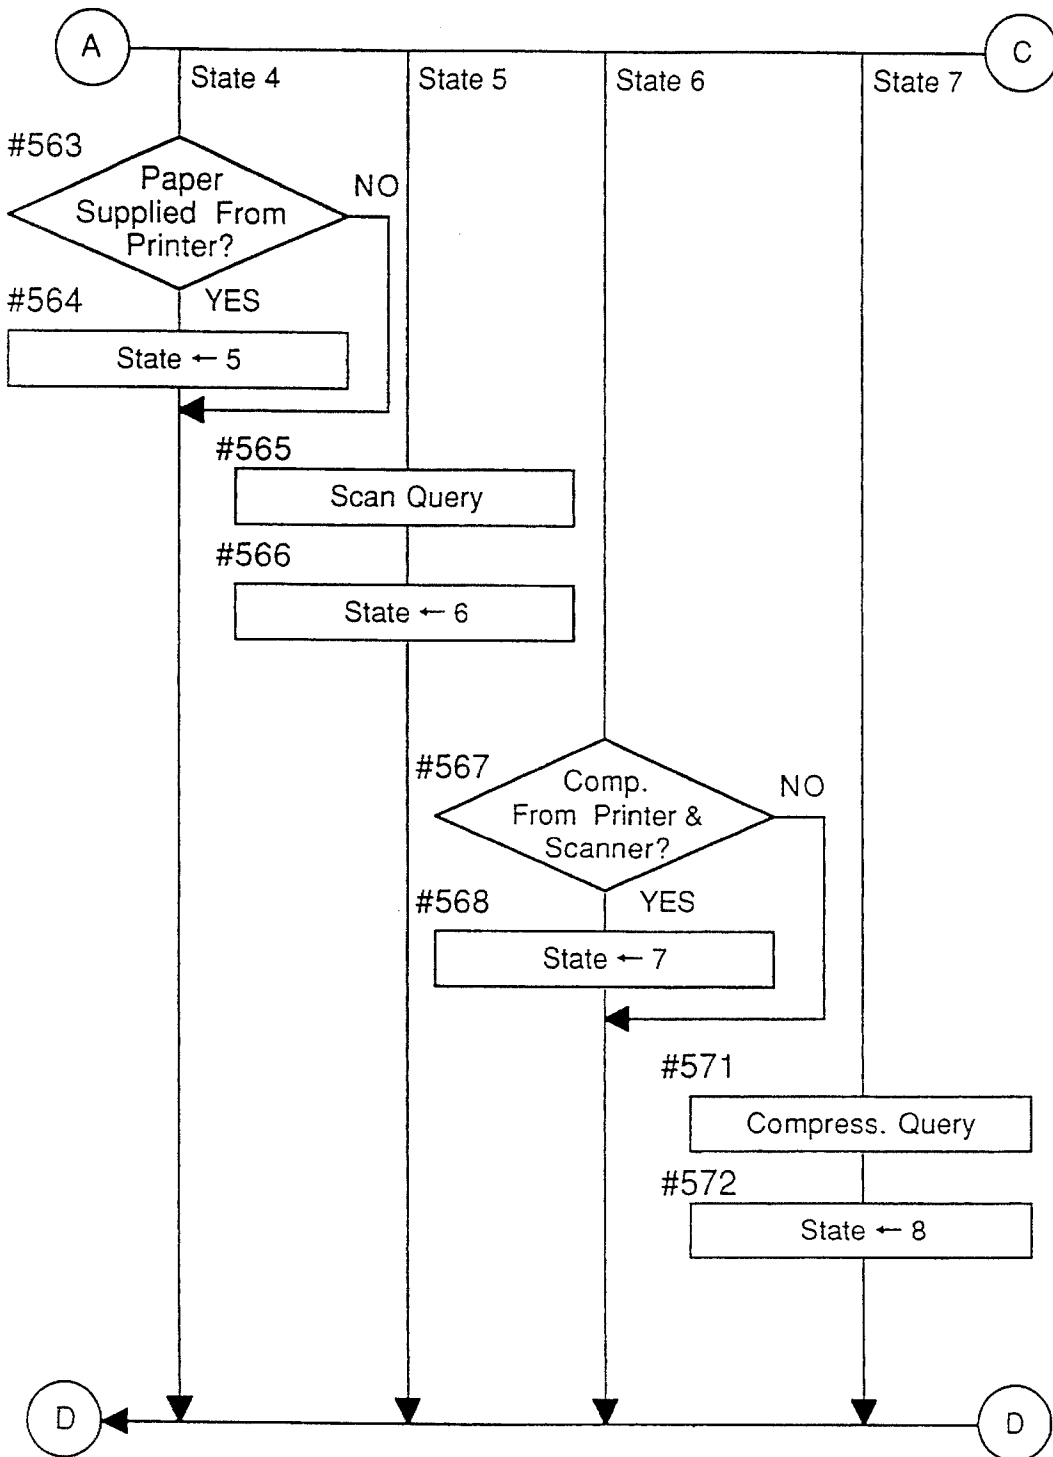 A
C
State 4
State 5
State 6
State 7
#563
Paper
Supplied From
Printer?
NO
YES
#564
State ← 5
#565
Scan Query
#566
State ← 6
#567
Comp.
From Printer &
Scanner?
NO
YES
#568
State ← 7
#571
Compress. Query
#572
State ← 8
D
D